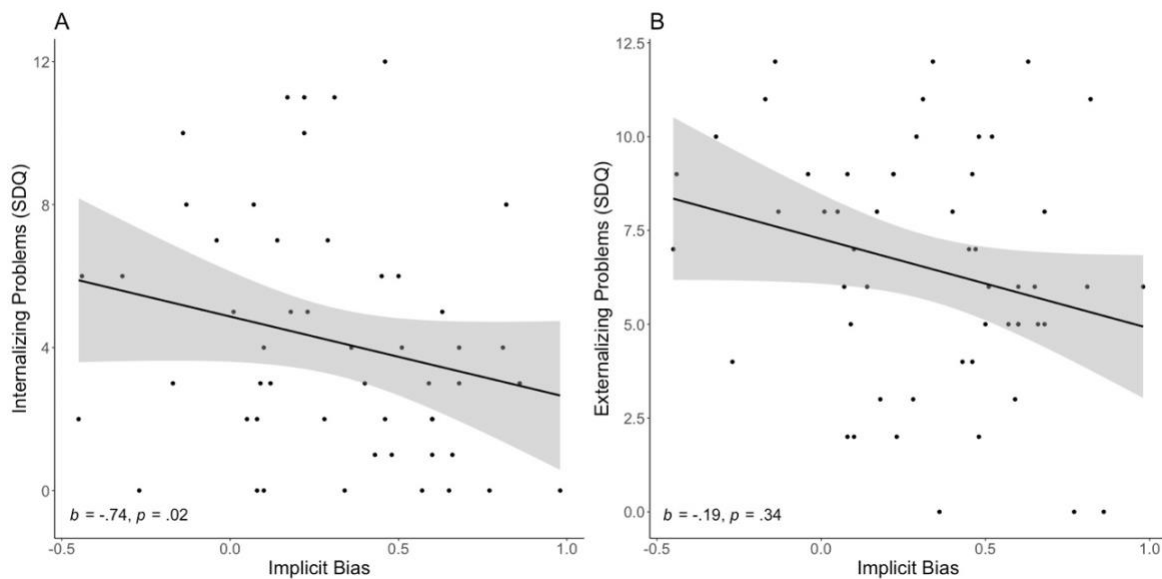 A
Internalizing Problems (SDQ)
12
8
4
0
b = -.74, p = .02
-0.5
0.0
0.5
1.0
Implicit Bias
B
Externalizing Problems (SDQ)
12.5
10.0
7.5
5.0
2.5
0.0
b = -.19, p = .34
-0.5
0.0
0.5
1.0
Implicit Bias